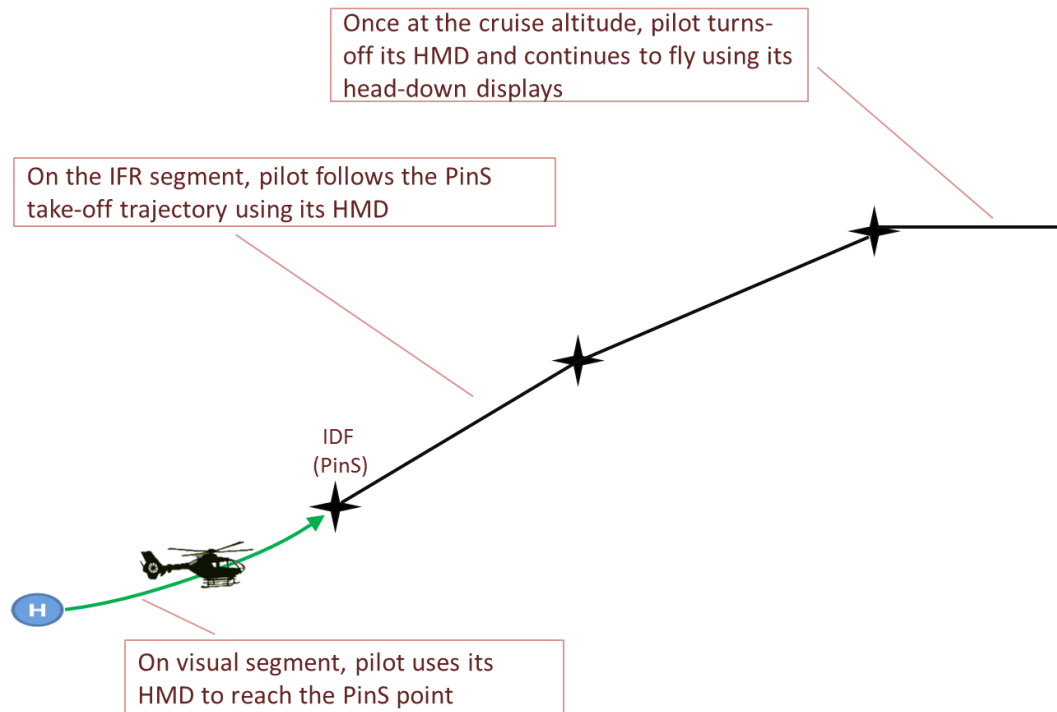 Once at the cruise altitude, pilot turns-
off its HMD and continues to fly using its
head-down displays
On the IFR segment, pilot follows the PinS
take-off trajectory using its HMD
IDF
(PinS)
H
On visual segment, pilot uses its
HMD to reach the PinS point